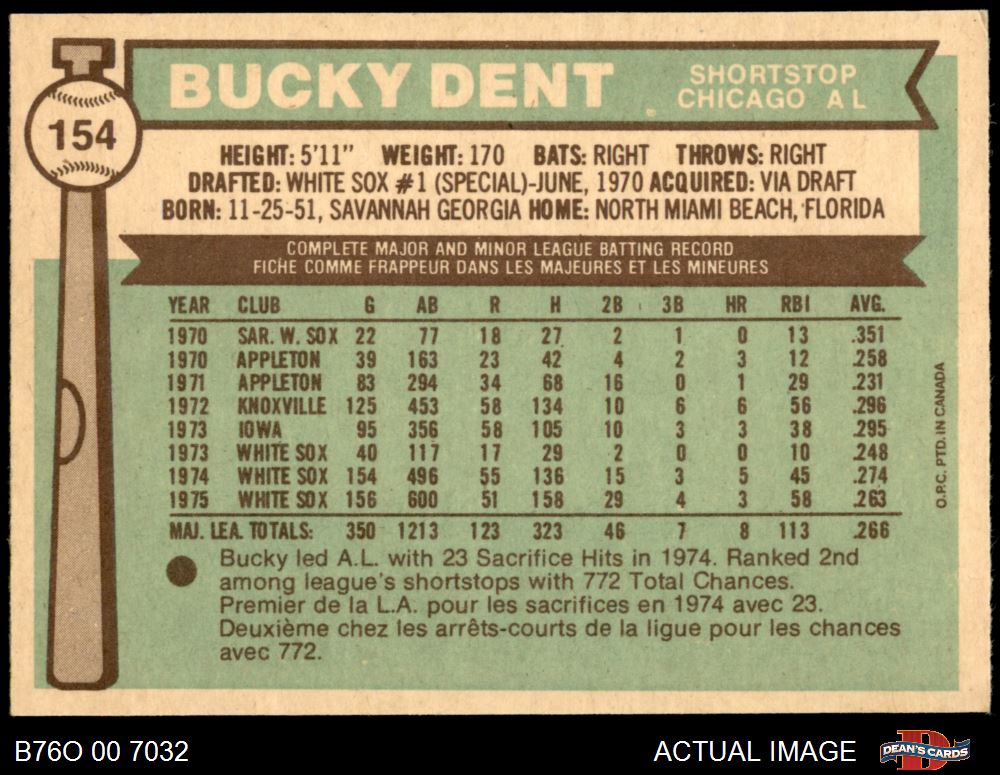 BUCKY DENT
SHORTSTOP
CHICAGO A L
154
HEIGHT: 5'11" WEIGHT: 170 BATS: RIGHT THROWS: RIGHT
DRAFTED: WHITE SOX #1 (SPECIAL)-JUNE, 1970 ACQUIRED: VIA DRAFT
BORN: 11-25-51, SAVANNAH GEORGIA HOME: NORTH MIAMI BEACH, FLORIDA
COMPLETE MAJOR AND MINOR LEAGUE BATTING RECORD
FICHE COMME FRAPPEUR DANS LES MAJEURES ET LES MINEURES
YEAR CLUB G AB R H 2B 3B HR RBI AVG.
1970 SAR. W. SOX 22 77 18 27 2 1 0 13 .351
1970 APPLETON 39 163 23 42 4 2 3 12 .258
1971 APPLETON 83 294 34 68 16 0 1 29 .231
1972 KNOXVILLE 125 453 58 134 10 6 6 56 .296
1973 IOWA 95 356 58 105 10 3 3 38 .295
1973 WHITE SOX 40 117 17 29 2 0 0 10 .248
1974 WHITE SOX 154 496 55 136 15 3 5 45 .274
1975 WHITE SOX 156 600 51 158 29 4 3 58 .263
MAJ. LEA. TOTALS: 350 1213 123 323 46 7 8 113 .266
Bucky led A.L. with 23 Sacrifice Hits in 1974. Ranked 2nd
among league's shortstops with 772 Total Chances.
Premier de la L.A. pour les sacrifices en 1974 avec 23.
Deuxième chez les arrêts-courts de la ligue pour les chances
avec 772.
O.P.C. PTD. IN CANADA
B76O 00 7032
ACTUAL IMAGE
DEAN'S CARDS